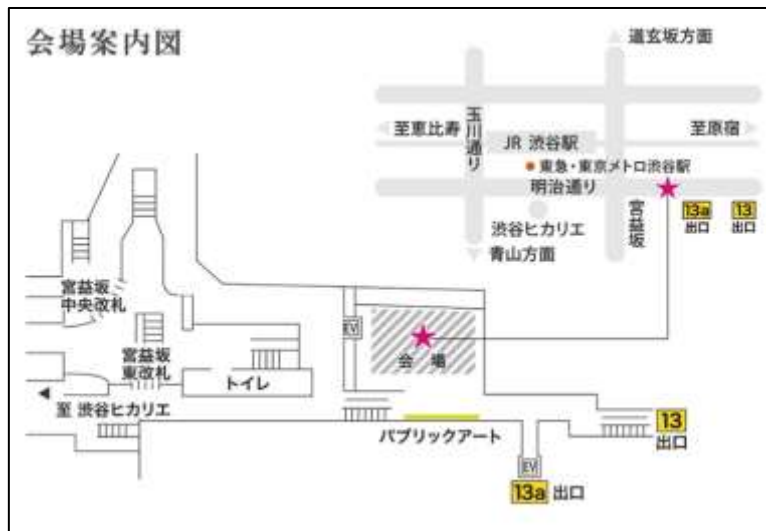 会場案内図
道玄坂方面
玉川通り
至恵比寿
JR 渋谷駅
至原宿
東急・東京メトロ渋谷駅
明治通り
13a
出口
13
出口
宮益坂
渋谷ヒカリエ
青山方面
宮益坂
中央改札
EV
会 場
宮益坂
東改札
トイレ
至 渋谷ヒカリエ
パブリックアート
13
出口
EV
13a 出口